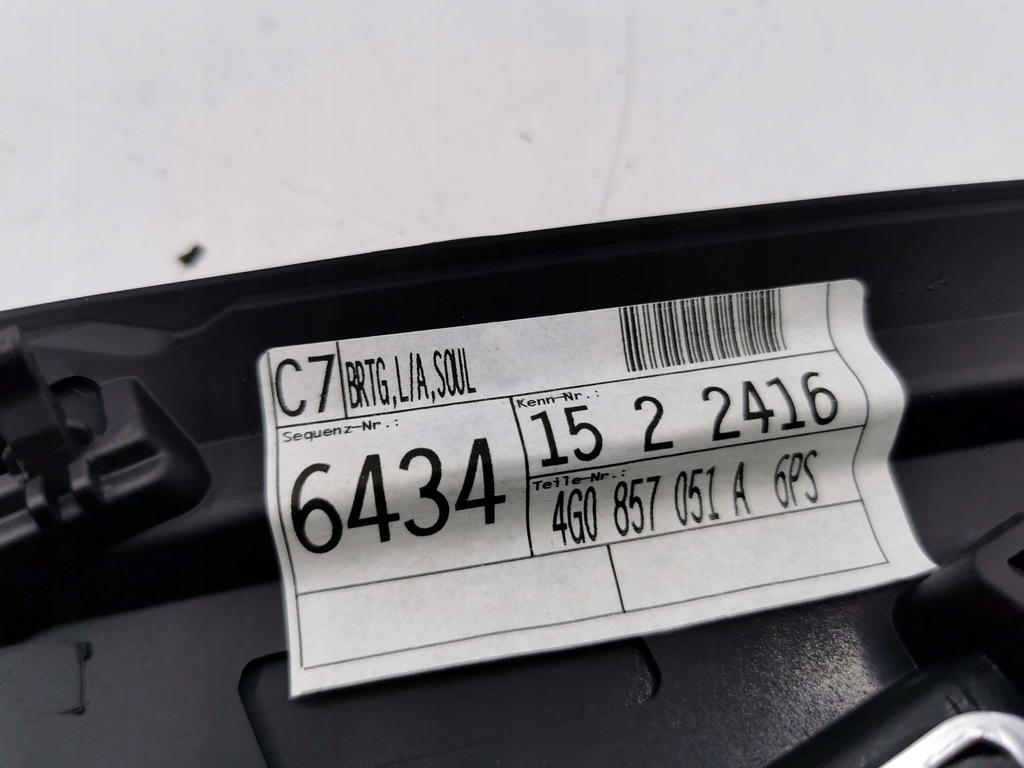 C7 BRTG,L/A,SOUL
Sequenz-Nr.:
6434
Kenn-Nr.:
15 2 2416
Teile-Nr.:
4G0 857 051 A 6PS